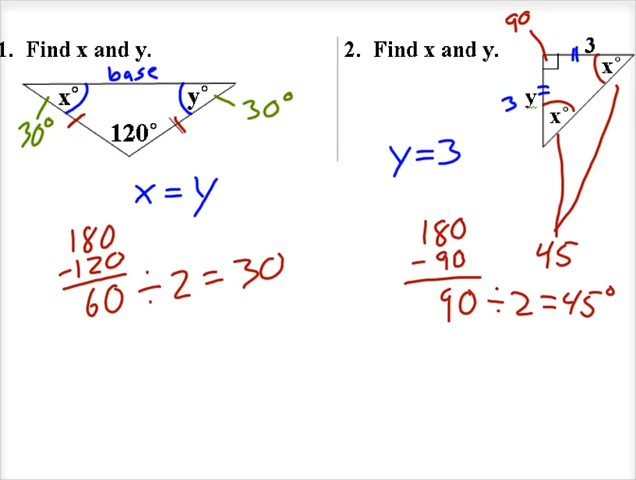 1. Find x and y.
base
x°
y°
30°
30°
120°
x = y
180
-120
60 ÷ 2 = 30
2. Find x and y.
90
3
x°
3 y
x°
y = 3
180
- 90
90 ÷ 2 = 45°
45